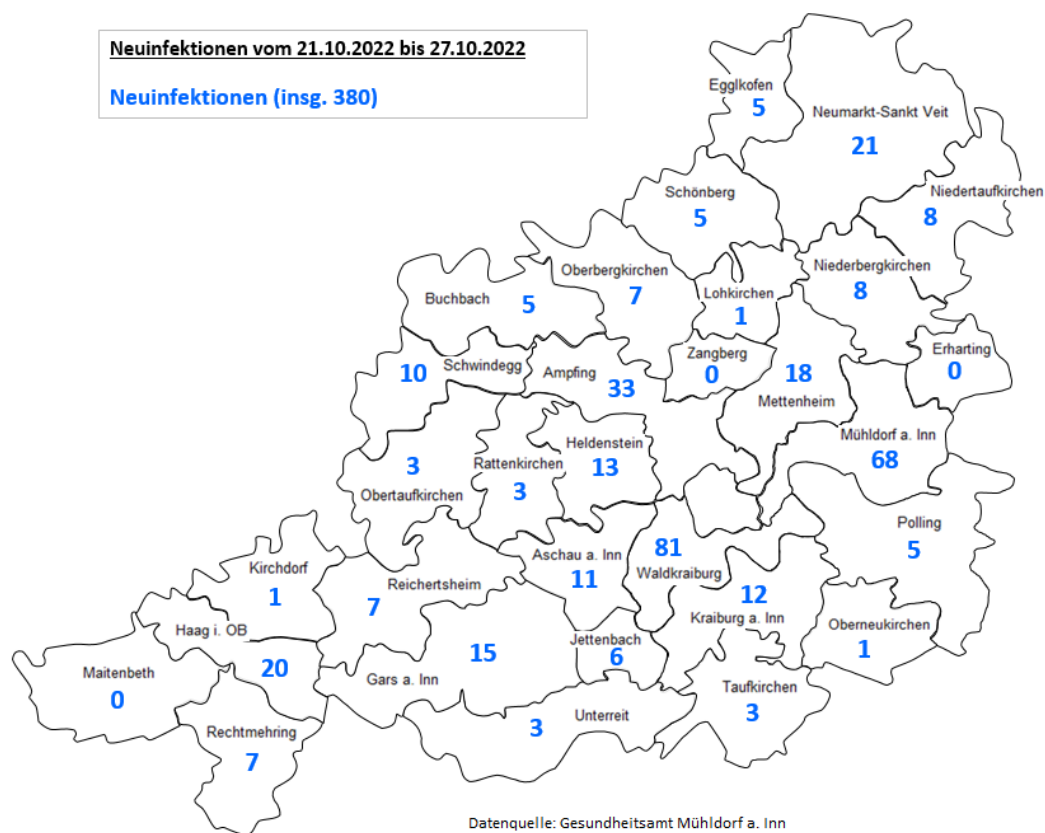 Neuinfektionen vom 21.10.2022 bis 27.10.2022
Neuinfektionen (insg. 380)
Egglkofen
5
Neumarkt-Sankt Veit
21
Schönberg
5
Niedertaufkirchen
8
Oberbergkirchen
7
Niederbergkirchen
8
Buchbach
5
Lohkirchen
1
Schwindegg
10
Ampfing
33
Zangberg
0
18
Mettenheim
Erharting
0
Mühldorf a. Inn
68
3
Obertaufkirchen
Rattenkirchen
3
Heldenstein
13
Polling
5
Kirchdorf
1
Reichertsheim
7
Aschau a. Inn
11
81
Waldkraiburg
12
Kraiburg a. Inn
Haag i. OB
20
Maitenbeth
0
15
Gars a. Inn
Jettenbach
6
Oberneukirchen
1
Taufkirchen
3
Rechtmehring
7
3
Unterreit
Datenquelle: Gesundheitsamt Mühldorf a. Inn